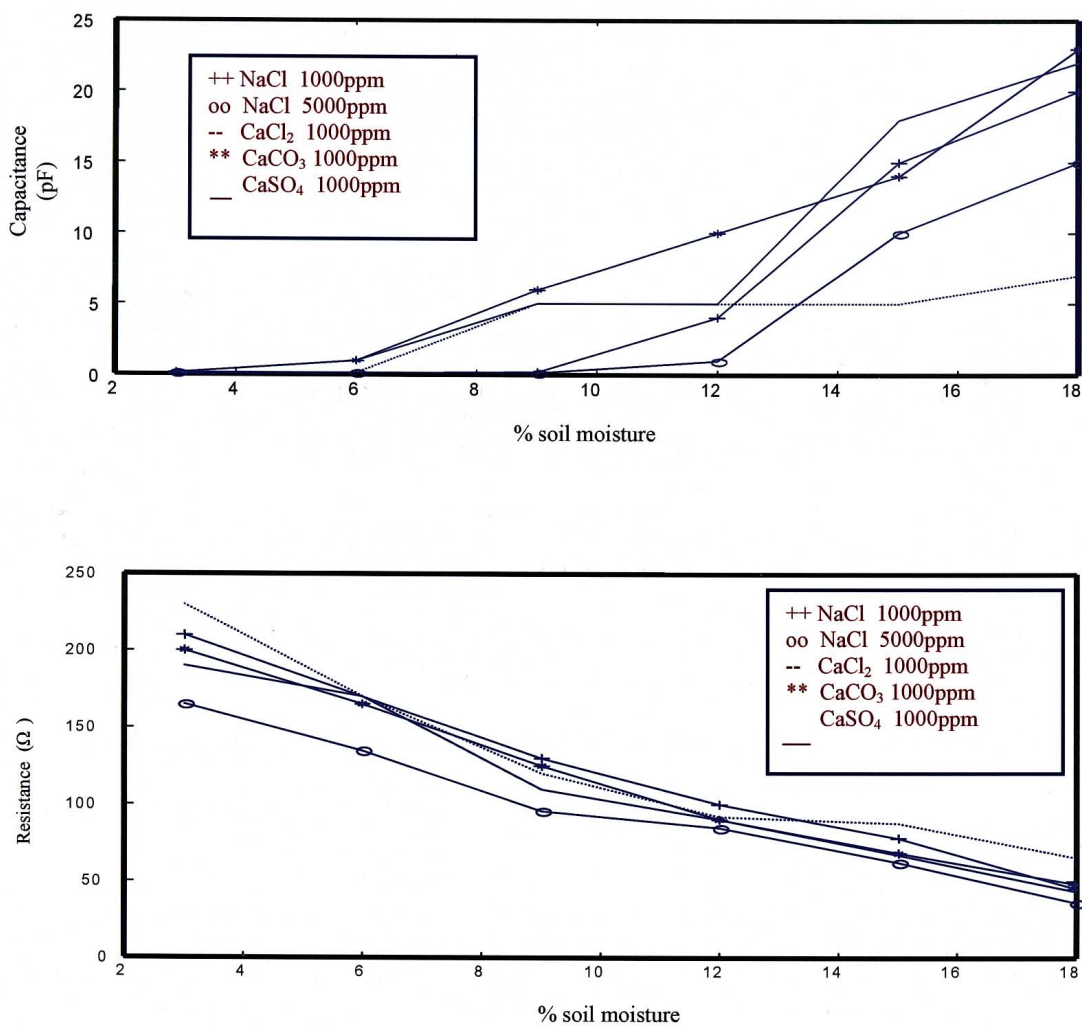 25
20
15
10
5
0
Capacitance
(pF)
++ NaCl 1000ppm
oo NaCl 5000ppm
-- CaCl₂ 1000ppm
** CaCO₃ 1000ppm
CaSO₄ 1000ppm
2 4 6 8 10 12 14 16 18
% soil moisture
250
200
150
100
50
0
Resistance (Ω )
++ NaCl 1000ppm
oo NaCl 5000ppm
-- CaCl₂ 1000ppm
** CaCO₃ 1000ppm
CaSO₄ 1000ppm
2 4 6 8 10 12 14 16 18
% soil moisture